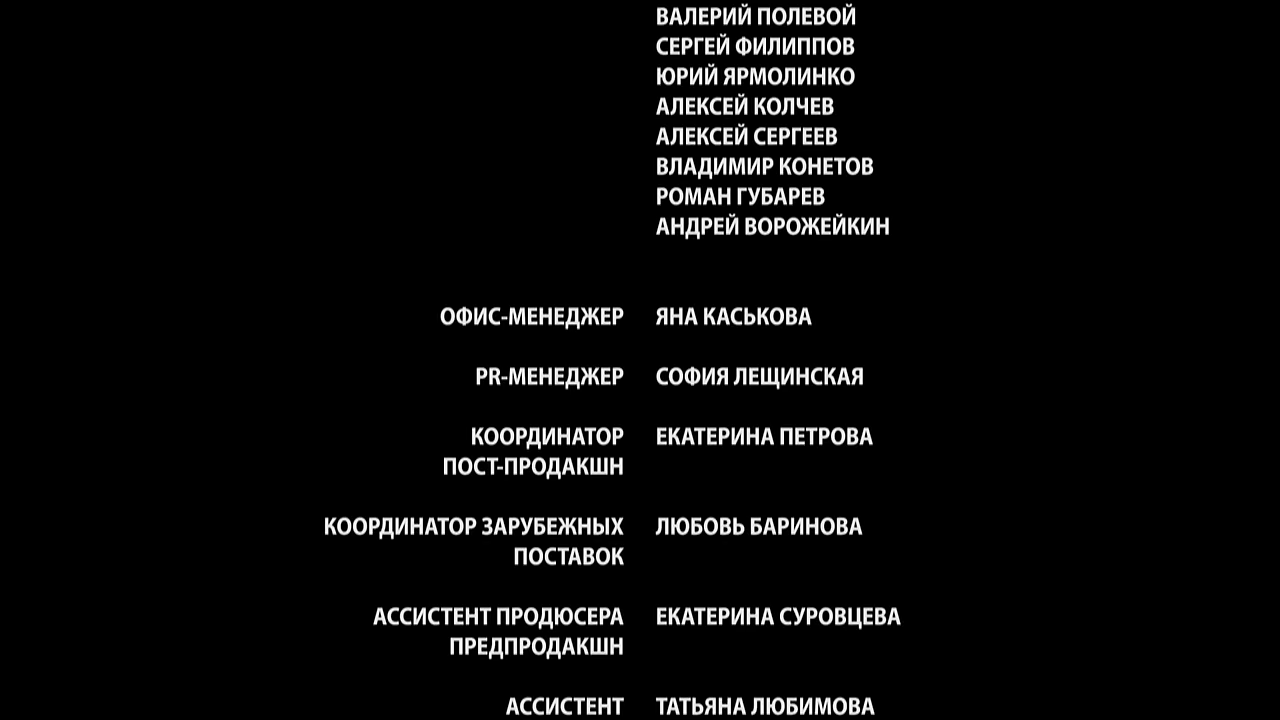 ВАЛЕРИЙ ПОЛЕВОЙ
СЕРГЕЙ ФИЛИППОВ
ЮРИЙ ЯРМОЛИНКО
АЛЕКСЕЙ КОЛЧЕВ
АЛЕКСЕЙ СЕРГЕЕВ
ВЛАДИМИР КОНЕТОВ
РОМАН ГУБАРЕВ
АНДРЕЙ ВОРОЖЕЙКИН
ОФИС-МЕНЕДЖЕР ЯНА КАСЬКОВА
PR-МЕНЕДЖЕР СОФИЯ ЛЕЩИНСКАЯ
КООРДИНАТОР ЕКАТЕРИНА ПЕТРОВА
ПОСТ-ПРОДАКШН
КООРДИНАТОР ЗАРУБЕЖНЫХ ЛЮБОВЬ БАРИНОВА
ПОСТАВОК
АССИСТЕНТ ПРОДЮСЕРА ЕКАТЕРИНА СУРОВЦЕВА
ПРЕДПРОДАКШН
АССИСТЕНТ ТАТЬЯНА ЛЮБИМОВА